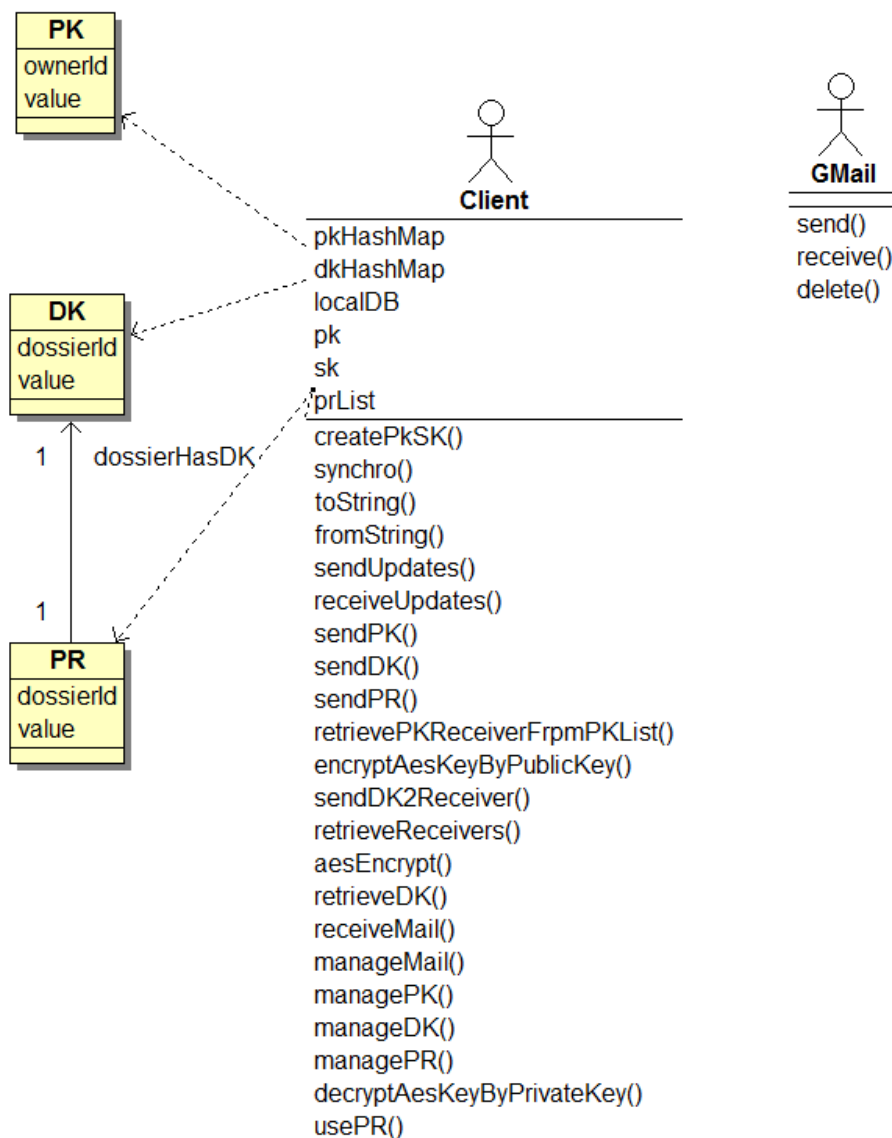 PK
ownerId
value
Client
pkHashMap
dkHashMap
localDB
pk
sk
prList
createPkSK()
synchro()
toString()
fromString()
sendUpdates()
receiveUpdates()
sendPK()
sendDK()
sendPR()
retrievePKReceiverFrpmPKList()
encryptAesKeyByPublicKey()
sendDK2Receiver()
retrieveReceivers()
aesEncrypt()
retrieveDK()
receiveMail()
manageMail()
managePK()
manageDK()
managePR()
decryptAesKeyByPrivateKey()
usePR()
GMail
send()
receive()
delete()
DK
dossierId
value
1
dossierHasDK
1
PR
dossierId
value